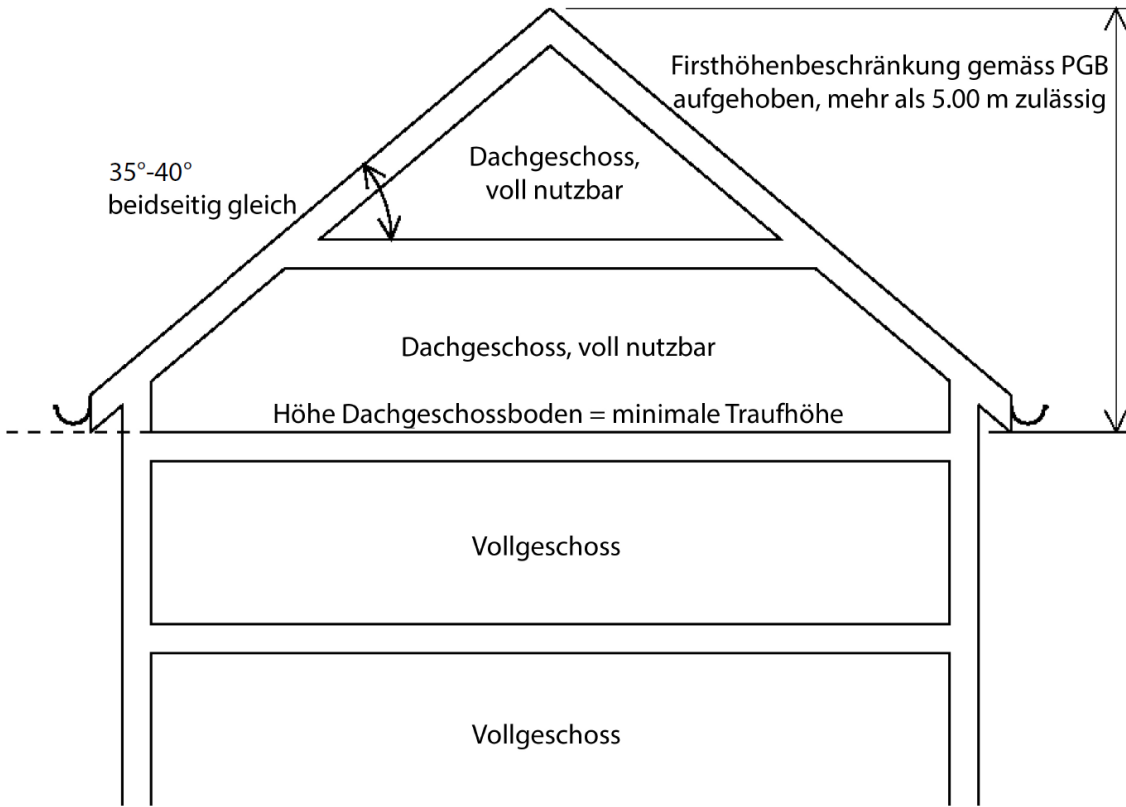 Firsthöhenbeschränkung gemäss PGB
aufgehoben, mehr als 5.00 m zulässig
Dachgeschoss,
voll nutzbar
35°-40°
beidseitig gleich
Dachgeschoss, voll nutzbar
Höhe Dachgeschossboden = minimale Traufhöhe
Vollgeschoss
Vollgeschoss